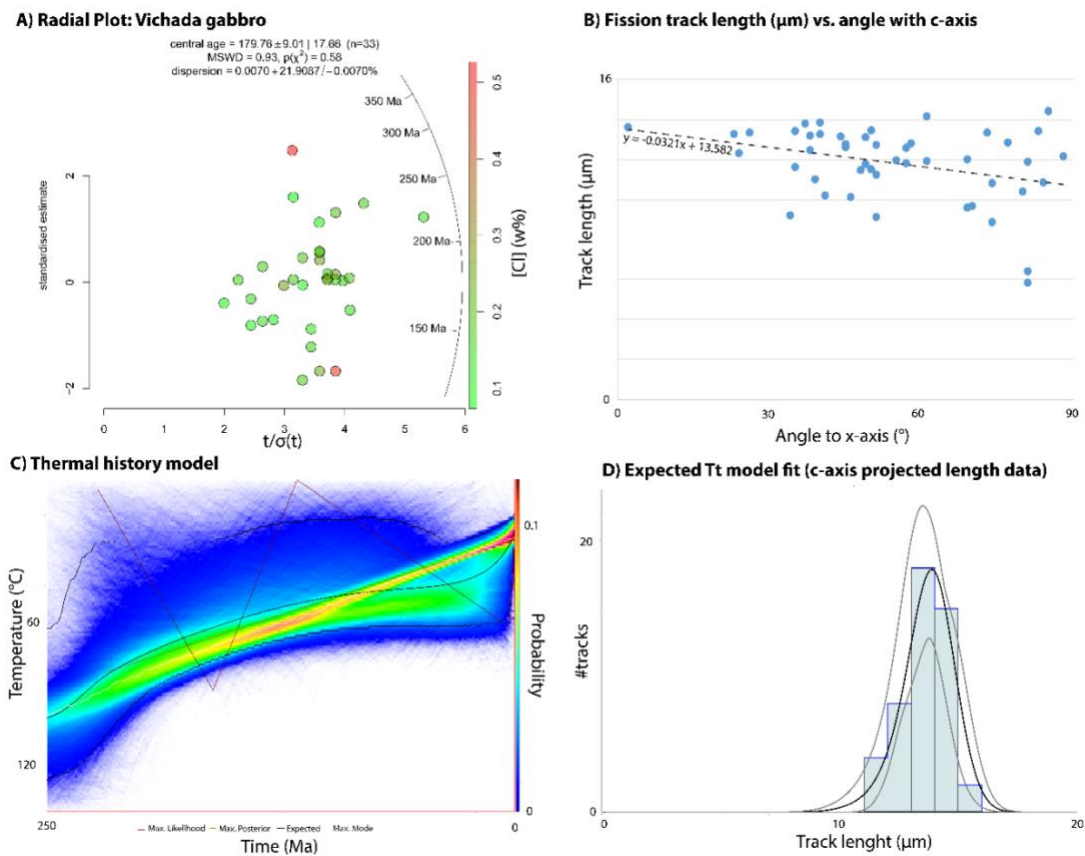 A) Radial Plot: Vichada gabbro
central age = 179.76 ± 9.01 | 17.66 (n=33)
MSWD = 0.93, p(χ²) = 0.58
dispersion = 0.0070 + 21.9087/−0.0070%
350 Ma
300 Ma
250 Ma
200 Ma
150 Ma
standardised estimate
2
0
−2
0 1 2 3 4 5 6
t/σ(t)
[Cl] (w%)
0.5
0.4
0.3
0.2
0.1
B) Fission track length (μm) vs. angle with c-axis
16
y = -0.0321x + 13.582
Track length (μm)
0
0 30 60 90
Angle to x-axis (°)
C) Thermal history model
Temperature (°C)
60
120
250 0
Time (Ma)
Max. Likelihood Max. Posterior Expected Max. Mode
0.1
Probability
0
D) Expected Tt model fit (c-axis projected length data)
20
#tracks
0
0 10 20
Track lenght (μm)